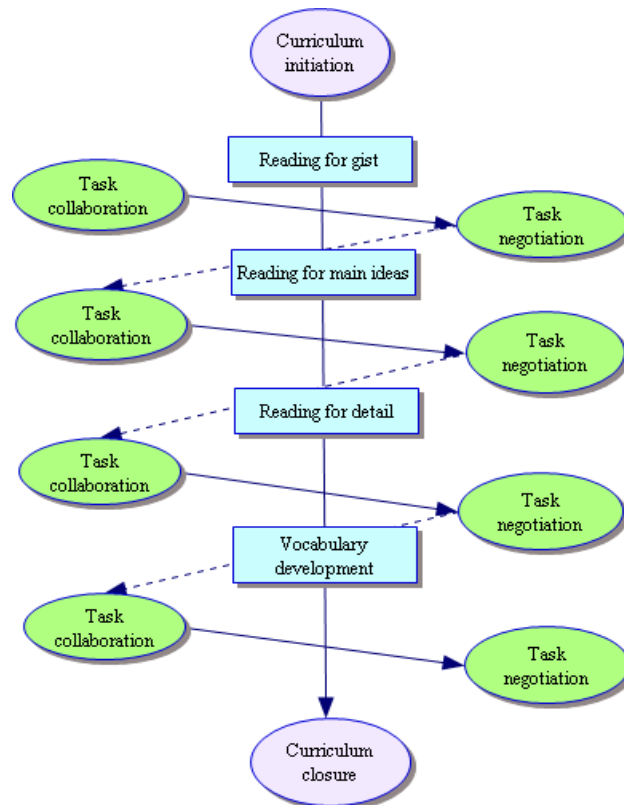 Curriculum
initiation
Reading for gist
Task
collaboration
Task
negotiation
Reading for main ideas
Task
collaboration
Task
negotiation
Reading for detail
Task
collaboration
Task
negotiation
Vocabulary
development
Task
collaboration
Task
negotiation
Curriculum
closure